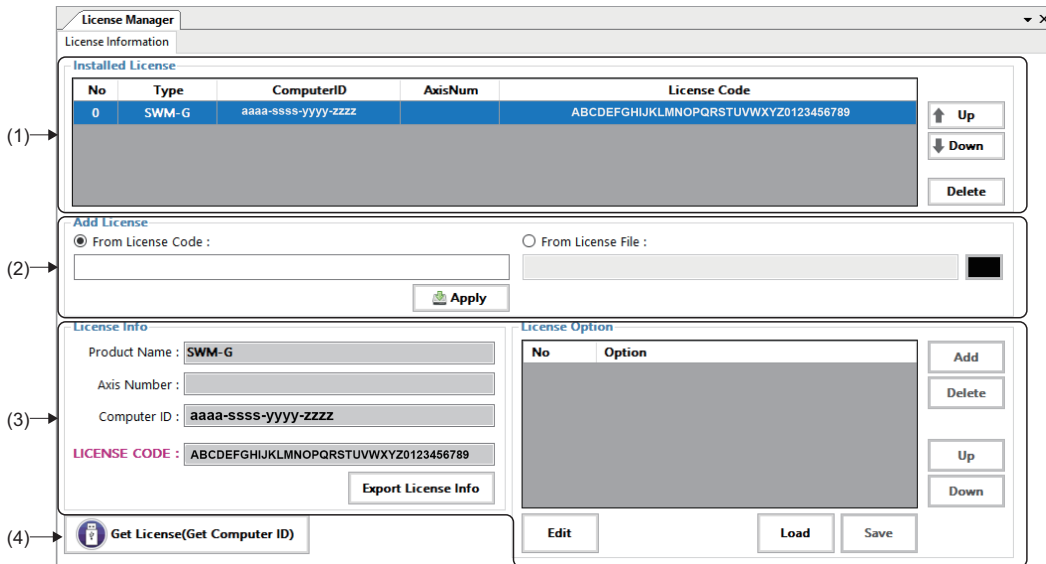 License Manager
License Information
Installed License
No Type ComputerID AxisNum License Code
0 SWM-G aaaa-ssss-yyyy-zzzz ABCDEFGHIJKLMNOPQRSTUVWXYZ0123456789
Up
(1)
Down
Delete
Add License
From License Code :
From License File :
(2)
Apply
License Info
Product Name : SWM-G
Axis Number :
(3)
Computer ID : aaaa-ssss-yyyy-zzzz
LICENSE CODE : ABCDEFGHIJKLMNOPQRSTUVWXYZ0123456789
Export License Info
License Option
No Option
Add
Delete
Up
Down
(4)
Get License(Get Computer ID)
Edit
Load
Save